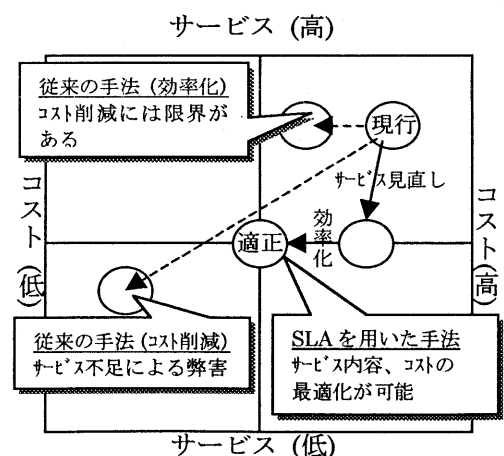 サービス (高)
従来の手法 (効率化)
コスト削減には限界が
ある
現行
サービス見直し
コスト (低)
適正
効率化
コスト (高)
従来の手法 (コスト削減)
サービス不足による弊害
SLA を用いた手法
サービス内容、コストの
最適化が可能
サービス (低)